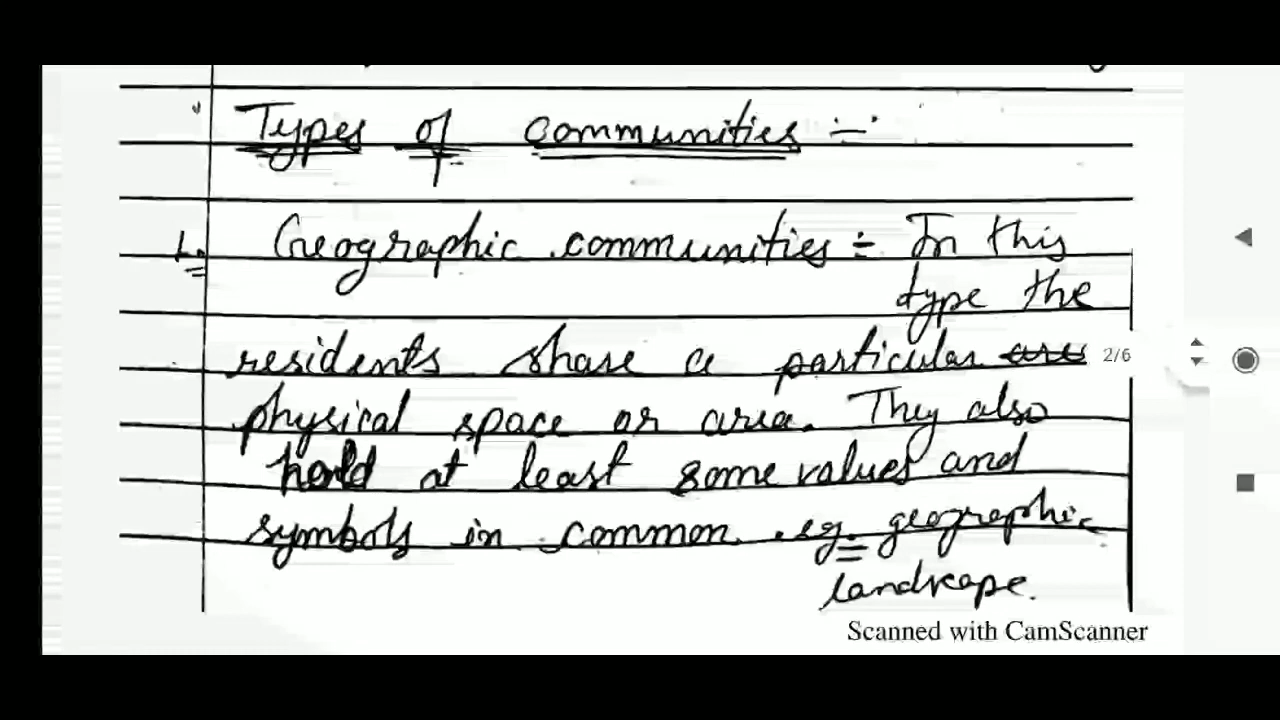 Types of communities :-
1. Geographic communities :- In this
type the
residents share a particular
2/6
physical space or area. They also
hold at least some values and
symbols in common. eg. geographic
landscape.
Scanned with CamScanner